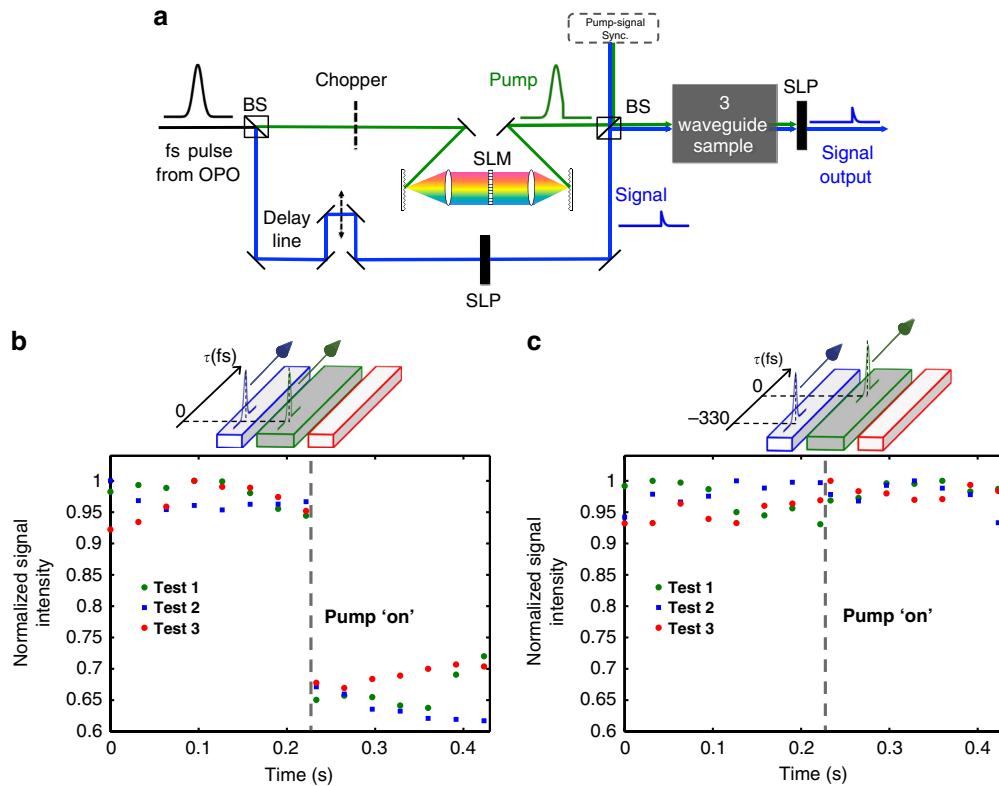 a
Pump-signal
Sync.
Chopper
Pump
BS
BS
SLP
3
waveguide
sample
fs pulse
from OPO
SLM
Signal
output
Signal
Delay
line
SLP
b
τ(fs)
0
1
0.95
0.9
0.85
0.8
0.75
0.7
0.65
0.6
Normalized signal
intensity
Test 1
Test 2
Test 3
Pump ‘on’
0
0.1
0.2
0.3
0.4
Time (s)
c
τ(fs)
0
–330
1
0.95
0.9
0.85
0.8
0.75
0.7
0.65
0.6
Normalized signal
intensity
Test 1
Test 2
Test 3
Pump ‘on’
0
0.1
0.2
0.3
0.4
Time (s)